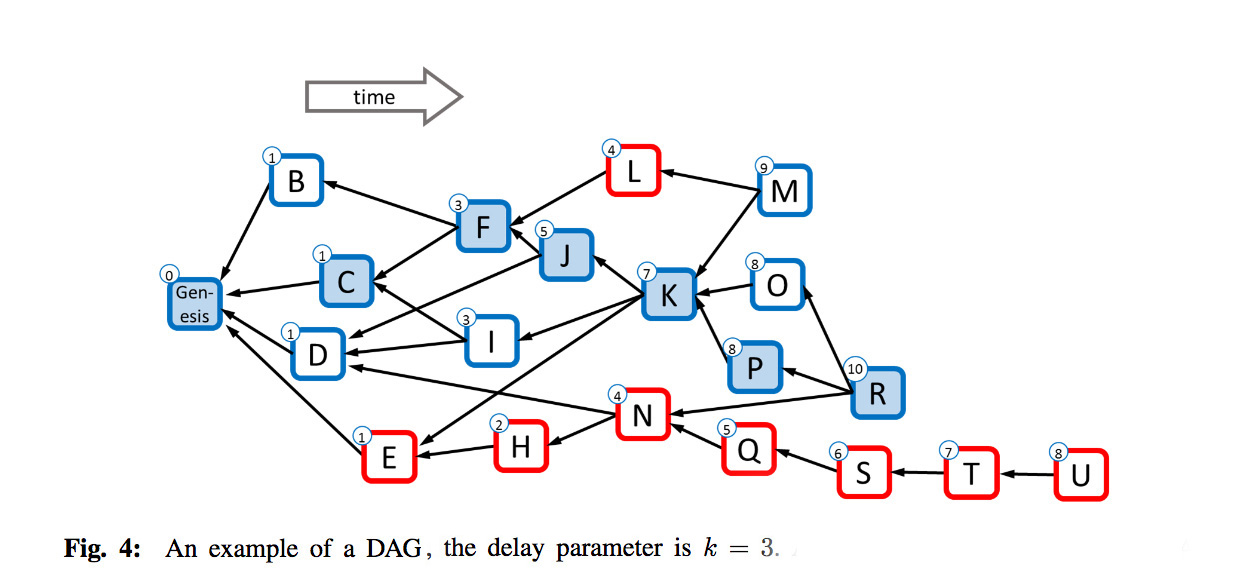 time
1
B
4
L
9
M
3
F
5
J
1
C
0
Gen-
esis
7
K
8
O
1
D
3
I
8
P
10
R
4
N
1
E
2
H
5
Q
6
S
7
T
8
U
Fig. 4: An example of a DAG, the delay parameter is k = 3.